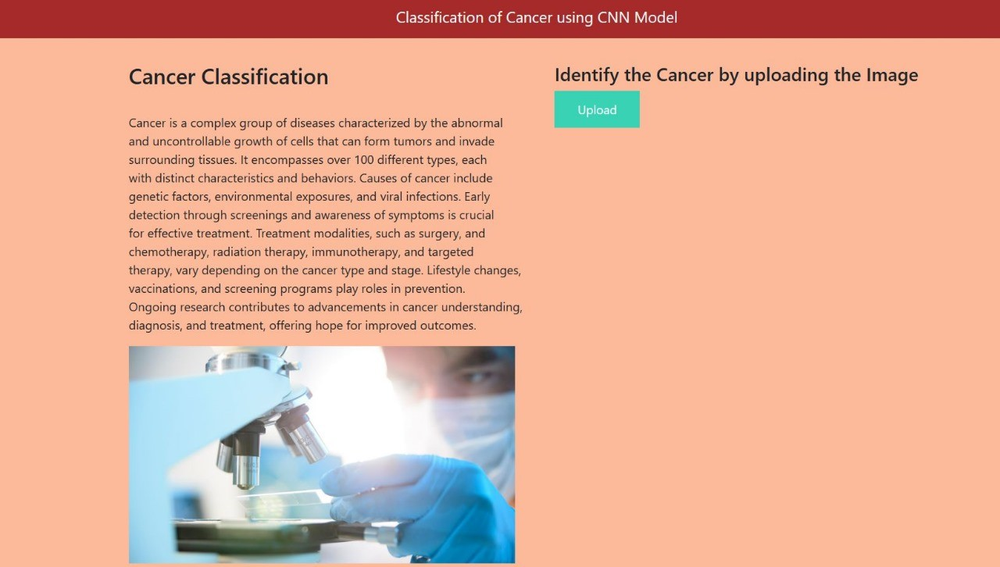 Classification of Cancer using CNN Model
Cancer Classification
Cancer is a complex group of diseases characterized by the abnormal
and uncontrollable growth of cells that can form tumors and invade
surrounding tissues. It encompasses over 100 different types, each
with distinct characteristics and behaviors. Causes of cancer include
genetic factors, environmental exposures, and viral infections. Early
detection through screenings and awareness of symptoms is crucial
for effective treatment. Treatment modalities, such as surgery, and
chemotherapy, radiation therapy, immunotherapy, and targeted
therapy, vary depending on the cancer type and stage. Lifestyle changes,
vaccinations, and screening programs play roles in prevention.
Ongoing research contributes to advancements in cancer understanding,
diagnosis, and treatment, offering hope for improved outcomes.
Identify the Cancer by uploading the Image
Upload